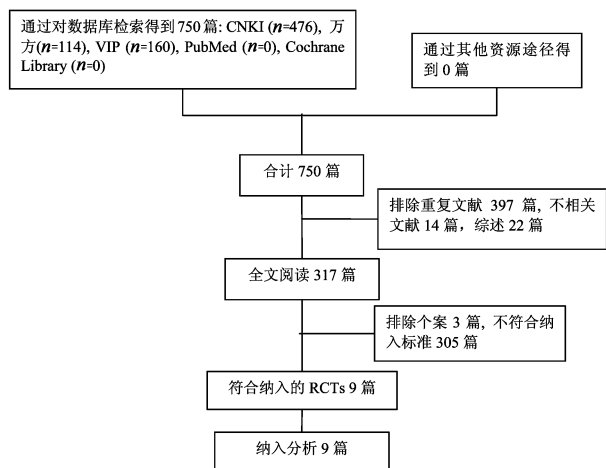 通过对数据库检索得到 750 篇: CNKI (n=476), 万
方(n=114), VIP (n=160), PubMed (n=0), Cochrane
Library (n=0)
通过其他资源途径得
到 0 篇
合计 750 篇
排除重复文献 397 篇, 不相关
文献 14 篇，综述 22 篇
全文阅读 317 篇
排除个案 3 篇, 不符合纳
入标准 305 篇
符合纳入的 RCTs 9 篇
纳入分析 9 篇